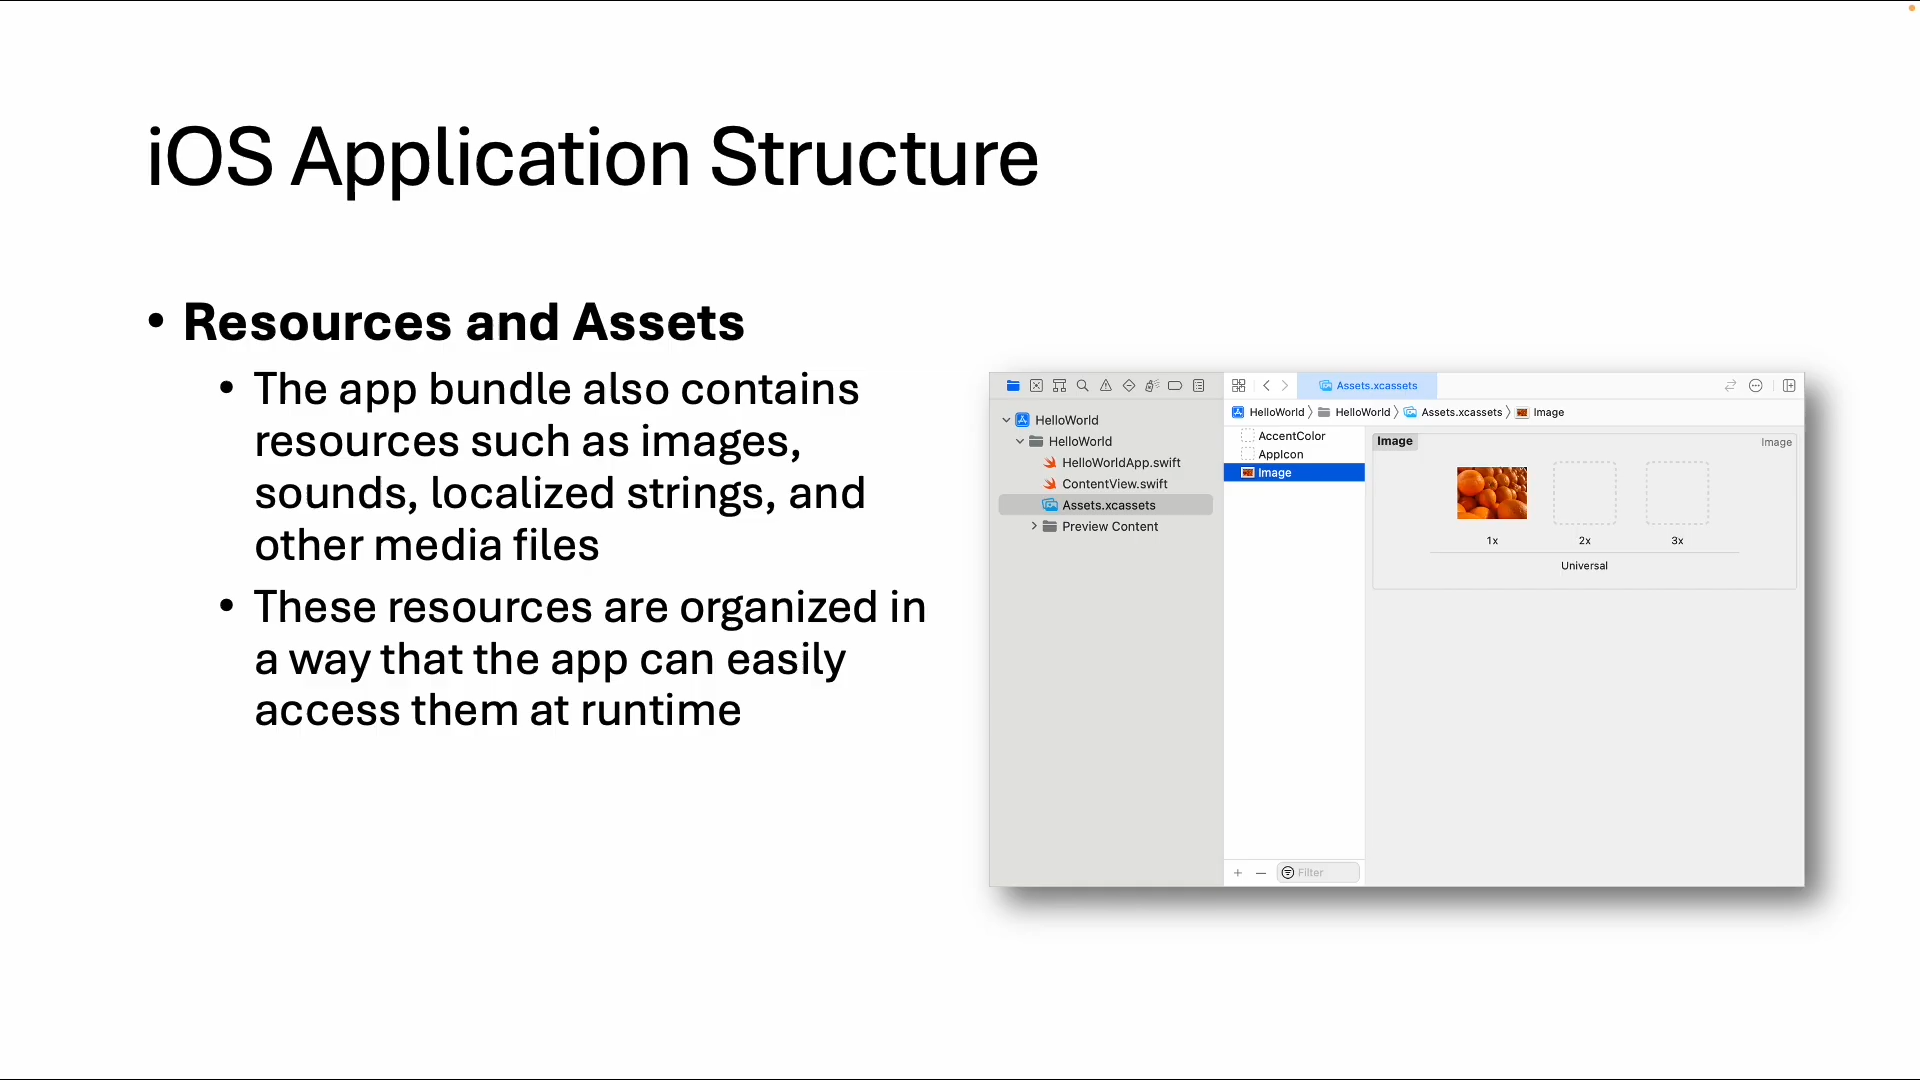 iOS Application Structure
• Resources and Assets
• The app bundle also contains
resources such as images,
sounds, localized strings, and
other media files
• These resources are organized in
a way that the app can easily
access them at runtime
HelloWorld
HelloWorld
HelloWorldApp.swift
ContentView.swift
Assets.xcassets
Preview Content
Assets.xcassets
HelloWorld 〉 HelloWorld 〉 Assets.xcassets 〉 Image
AccentColor
AppIcon
Image
Filter
Image
Image
1x 2x 3x
Universal